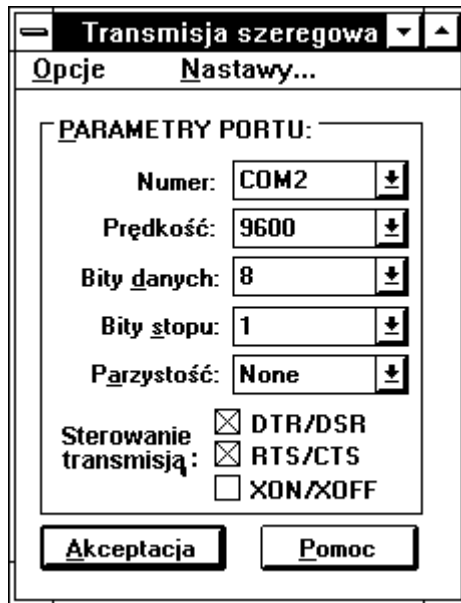 Transmisja szeregowa
Opcje Nastawy...
PARAMETRY PORTU:
Numer: COM2
Prędkość: 9600
Bity danych: 8
Bity stopu: 1
Parzystość: None
Sterowanie transmisją:
DTR/DSR
RTS/CTS
XON/XOFF
Akceptacja Pomoc